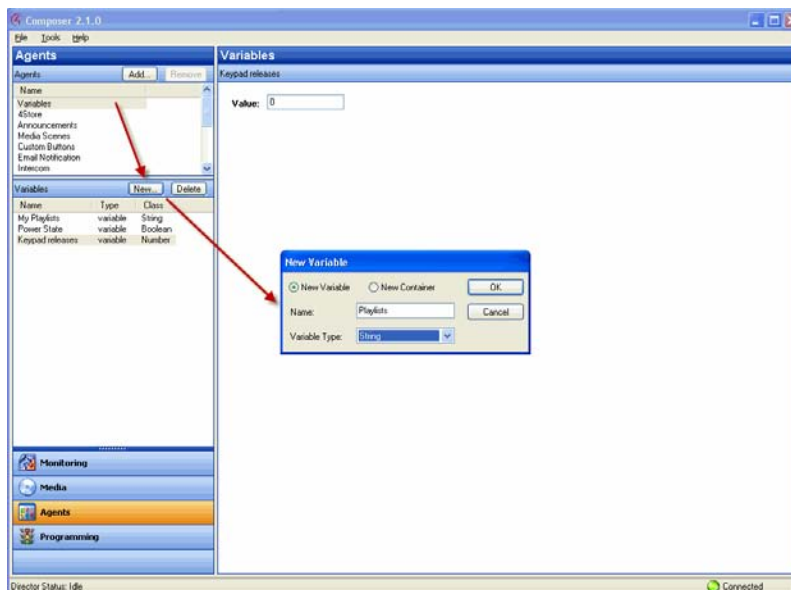 Composer 2.1.0
File Tools Help
Agents
Agents Add... Remove
Name
Variables
4Store
Announcements
Media Scenes
Custom Buttons
Email Notification
Intercom
Variables New... Delete
Name Type Class
My Playlists variable String
Power State variable Boolean
Keypad releases variable Number
Monitoring
Media
Agents
Programming
Director Status: Idle
Variables
Keypad releases
Value: 0
New Variable
New Variable New Container OK
Name: Playlists Cancel
Variable Type: String
Connected